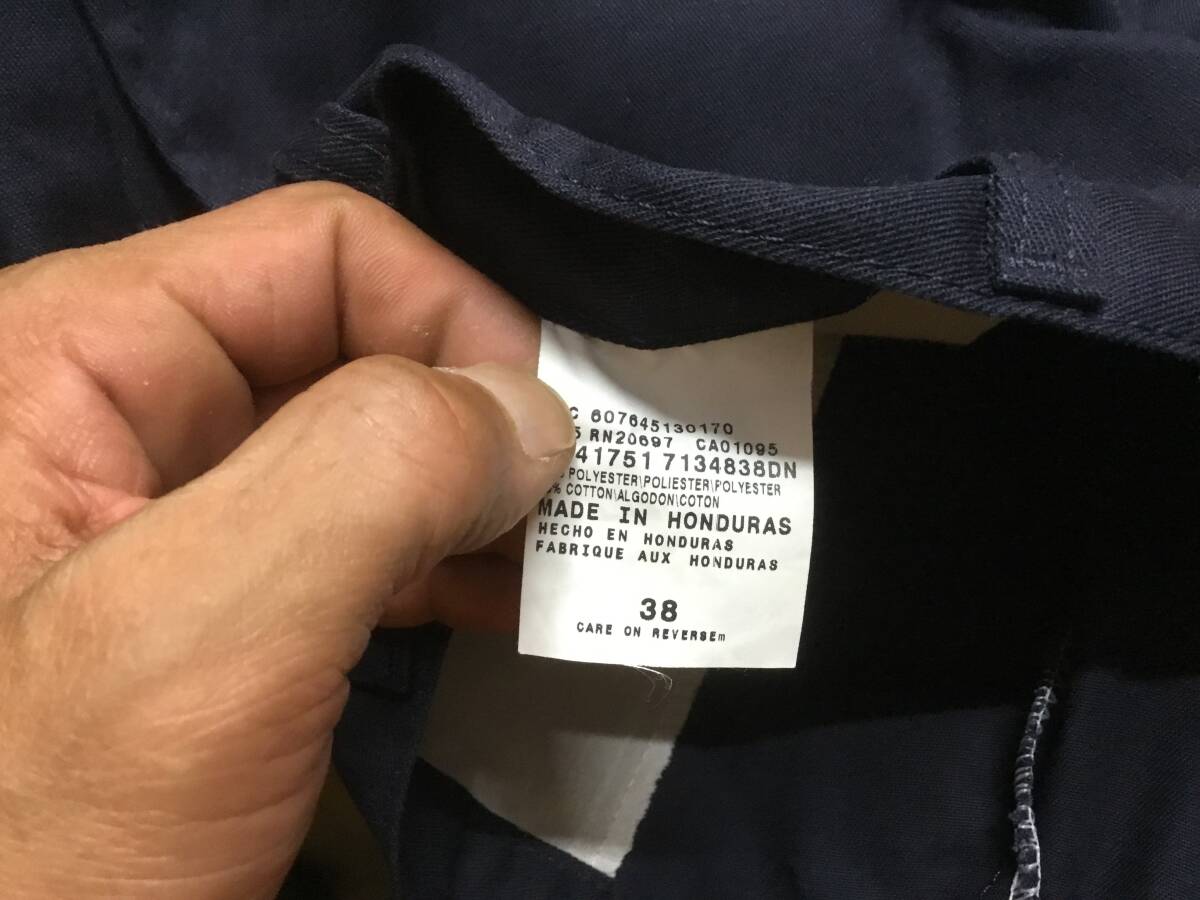 C 607645130170
5 RN20697 CA01095
41751 7134838DN
POLYESTER\POLIESTER\POLYESTER
% COTTON\ALGODON\COTON
MADE IN HONDURAS
HECHO EN HONDURAS
FABRIQUE AUX HONDURAS
38
CARE ON REVERSEm